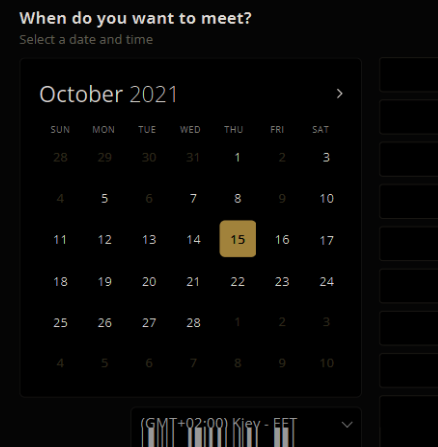 When do you want to meet?
Select a date and time
October 2021 >
SUN MON TUE WED THU FRI SAT
28 29 30 31 1 2 3
4 5 6 7 8 9 10
11 12 13 14 15 16 17
18 19 20 21 22 23 24
25 26 27 28 1 2 3
4 5 6 7 8 9 10
(GMT+02:00) Kiev - EET